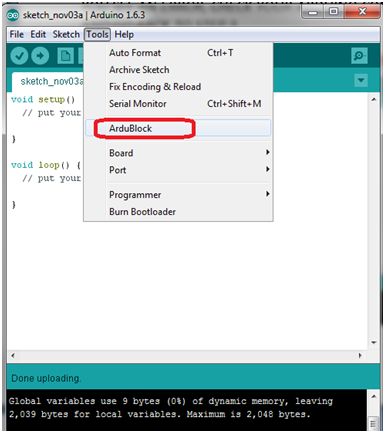 sketch_nov03a | Arduino 1.6.3
File Edit Sketch Tools Help
Auto Format Ctrl+T
Archive Sketch
Fix Encoding & Reload
Serial Monitor Ctrl+Shift+M
ArduBlock
Board
Port
Programmer
Burn Bootloader
sketch_nov03a
void setup()
// put your
}
void loop() {
// put your
}
Done uploading.
Global variables use 9 bytes (0%) of dynamic memory, leaving
2,039 bytes for local variables. Maximum is 2,048 bytes.